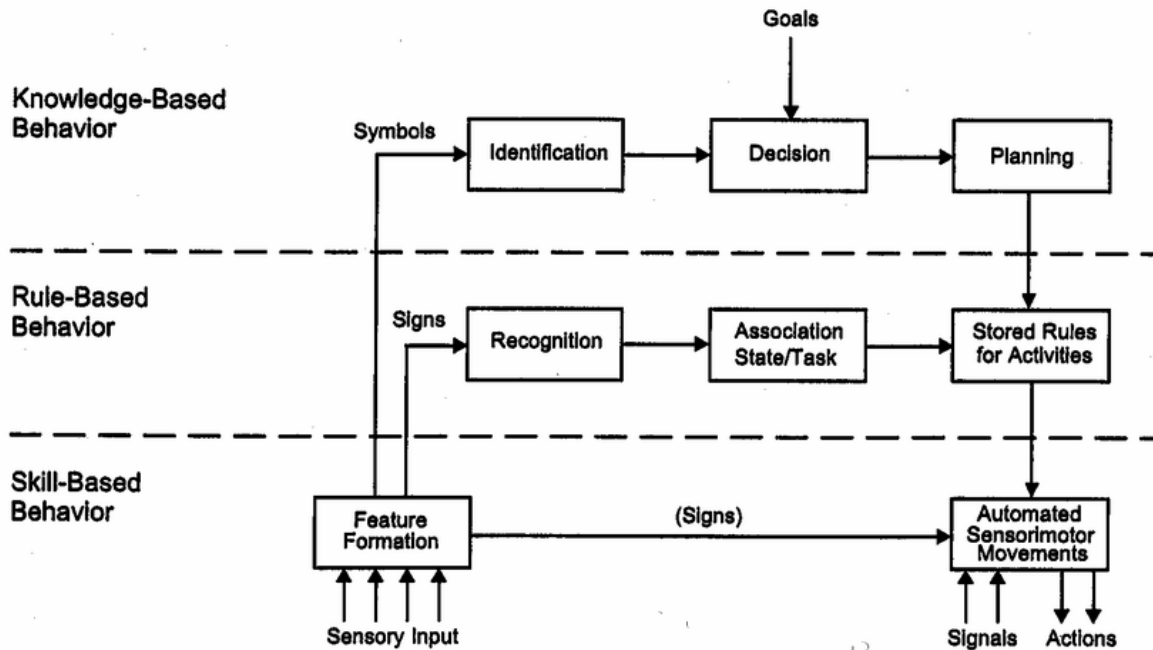 Goals
Knowledge-Based
Behavior
Symbols
Identification
Decision
Planning
Rule-Based
Behavior
Signs
Recognition
Association
State/Task
Stored Rules
for Activities
Skill-Based
Behavior
Feature
Formation
(Signs)
Automated
Sensorimotor
Movements
Sensory Input
Signals
Actions